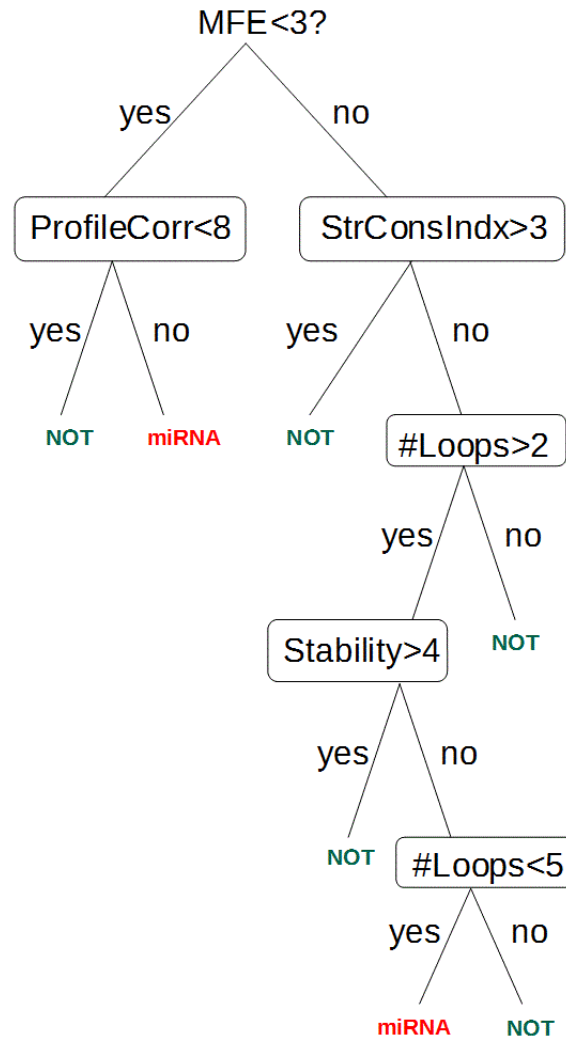 MFE<3?
yes
no
ProfileCorr<8
StrConsIndx>3
yes
no
yes
no
NOT
miRNA
NOT
#Loops>2
yes
no
Stability>4
NOT
yes
no
NOT
#Loops<5
yes
no
miRNA
NOT